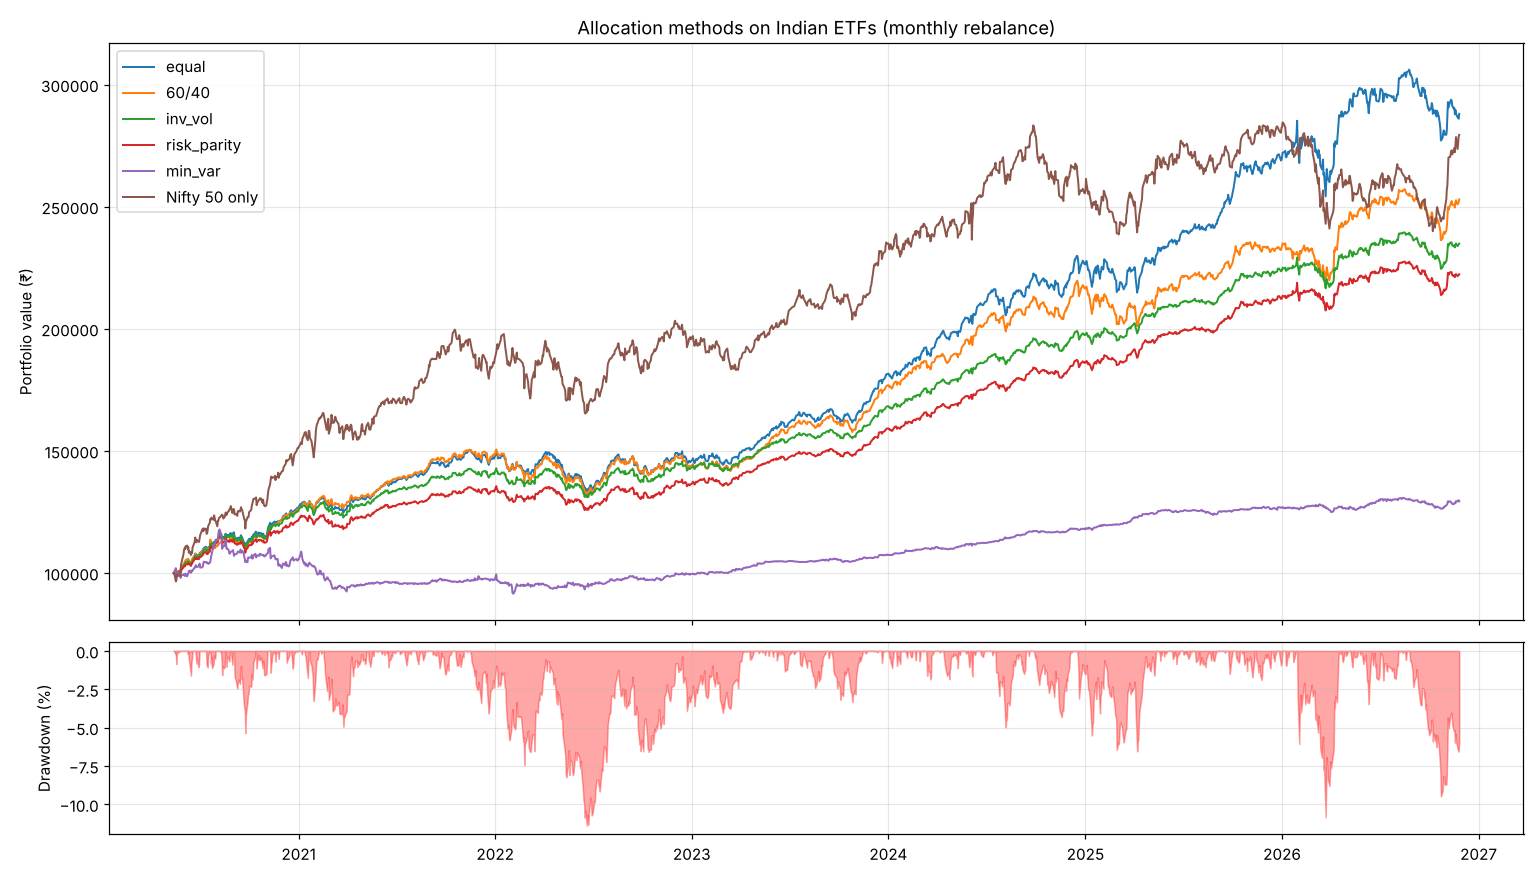 Allocation methods on Indian ETFs (monthly rebalance)
equal
60/40
inv_vol
risk_parity
min_var
Nifty 50 only
Portfolio value (₹)
300000
250000
200000
150000
100000
Drawdown (%)
0.0
−2.5
−5.0
−7.5
−10.0
2021
2022
2023
2024
2025
2026
2027